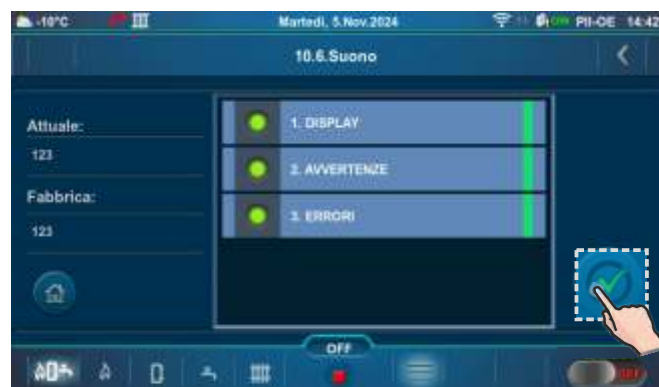 -10°C Martedì, 5.Nov.2024 PII-OE 14:42
10.6.Suono
Attuale:
123
Fabbrica:
123
1. DISPLAY
2. AVVERTENZE
3. ERRORI
OFF
OFF